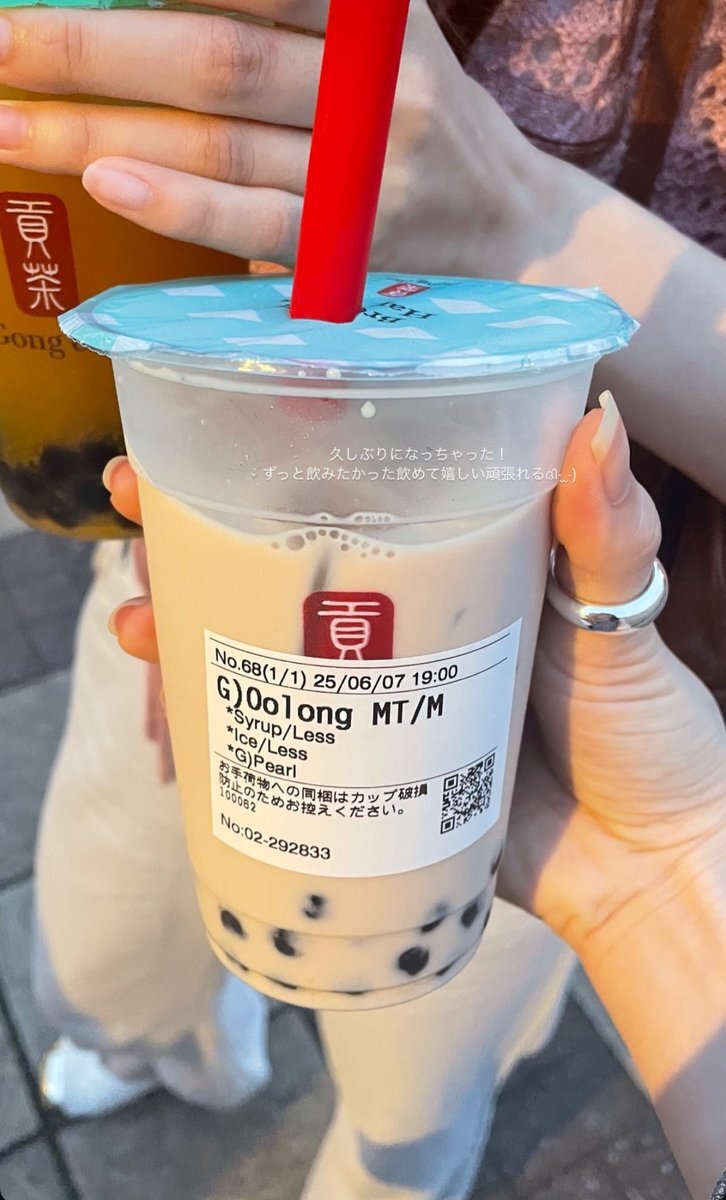 貢茶
Gong
久しぶりになっちゃった！
ずっと飲みたかった飲めて嬉しい頑張れる
貢
No.68(1/1) 25/06/07 19:00
G)Oolong MT/M
*Syrup/Less
*Ice/Less
*G)Pearl
お手荷物への同梱はカップ破損
防止のためお控えください。
100062
No:02-292833